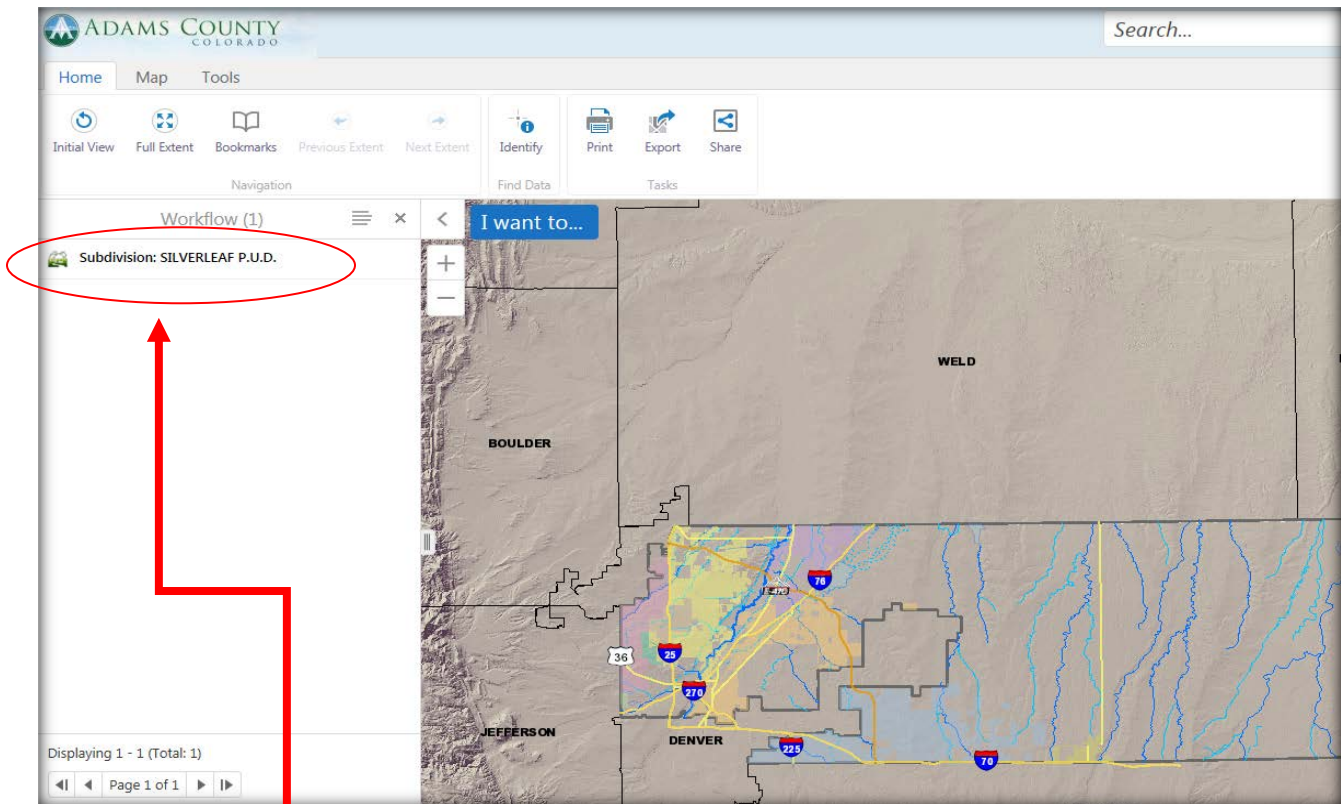 ADAMS COUNTY
COLORADO
Search...
Home Map Tools
Initial View Full Extent Bookmarks Previous Extent Next Extent Identify Print Export Share
Navigation Find Data Tasks
Workflow (1)
I want to...
Subdivision: SILVERLEAF P.U.D.
WELD
BOULDER
76
E-470
36
25
270
JEFFERSON
DENVER
225
70
Displaying 1 - 1 (Total: 1)
Page 1 of 1